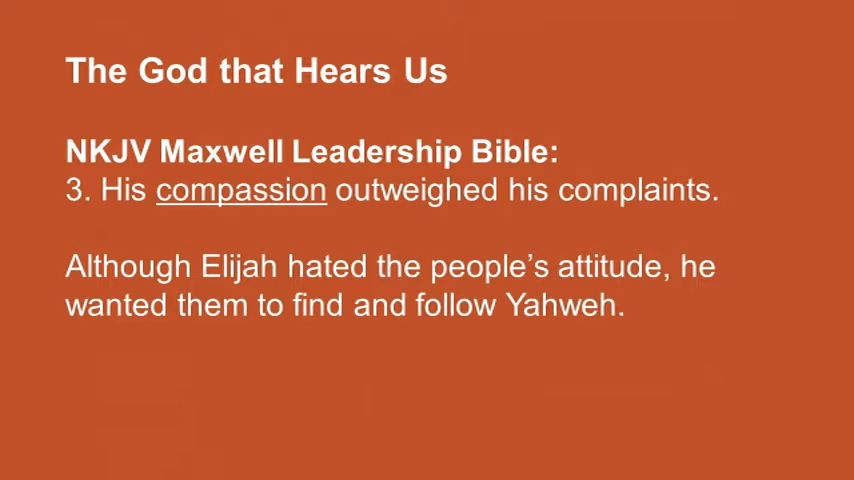 The God that Hears Us
NKJV Maxwell Leadership Bible:
3. His compassion outweighed his complaints.
Although Elijah hated the people’s attitude, he
wanted them to find and follow Yahweh.